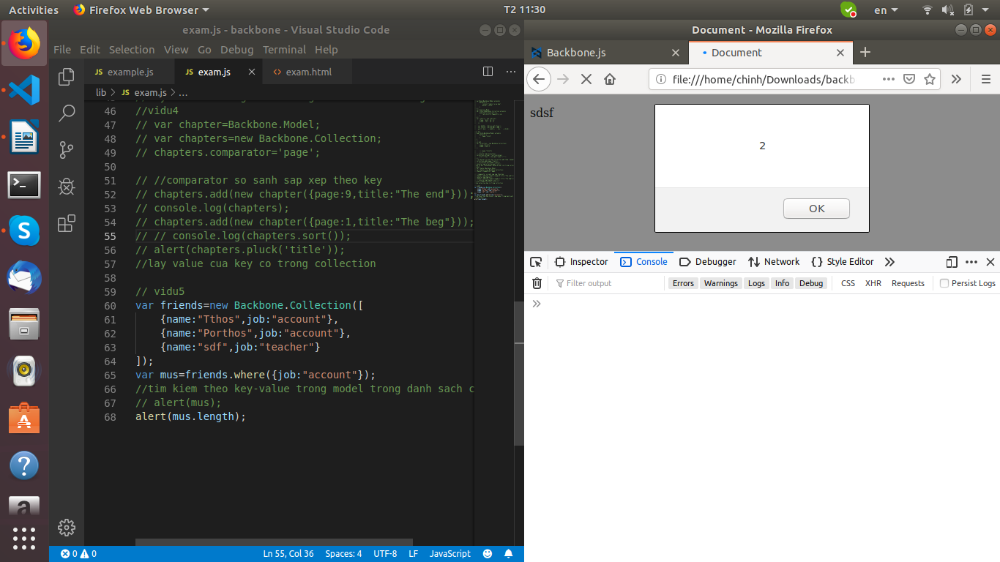 Activities
Firefox Web Browser
T2 11:30
en
exam.js - backbone - Visual Studio Code
File Edit Selection View Go Debug Terminal Help
JS example.js
JS exam.js
<> exam.html
lib > JS exam.js > ...
46 //vidu4
47 // var chapter=Backbone.Model;
48 // var chapters=new Backbone.Collection;
49 // chapters.comparator='page';
50
51 // //comparator so sanh sap xep theo key
52 // chapters.add(new chapter({page:9,title:"The end"}));
53 // console.log(chapters);
54 // chapters.add(new chapter({page:1,title:"The beg"}));
55 // // console.log(chapters.sort());
56 // alert(chapters.pluck('title'));
57 //lay value cua key co trong collection
58
59 // vidu5
60 var friends=new Backbone.Collection([
61 {name:"Tthos",job:"account"},
62 {name:"Porthos",job:"account"},
63 {name:"sdf",job:"teacher"}
64 ]);
65 var mus=friends.where({job:"account"});
66 //tim kiem theo key-value trong model trong danh sach c
67 // alert(mus);
68 alert(mus.length);
0 0
Ln 55, Col 36
Spaces: 4
UTF-8
LF
JavaScript
Document - Mozilla Firefox
Backbone.js
Document
file:///home/chinh/Downloads/backb
sdsf
2
OK
Inspector
Console
Debugger
Network
Style Editor
Filter output
Errors Warnings Logs Info Debug
CSS XHR Requests
Persist Logs